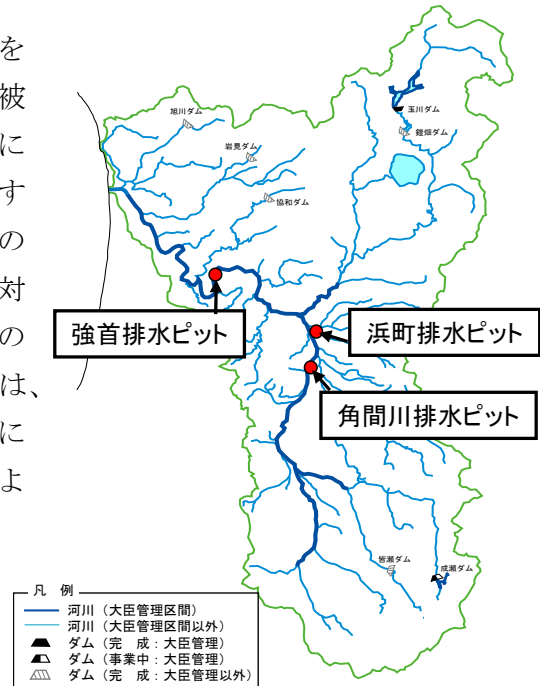 を
被
に
す
の
対
の
は、
に
よ
旭川ダム
岩見ダム
協和ダム
玉川ダム
鎧畑ダム
強首排水ピット
浜町排水ピット
角間川排水ピット
皆瀬ダム
成瀬ダム
凡 例
河川（大臣管理区間）
河川（大臣管理区間以外）
ダム（完 成：大臣管理）
ダム（事業中：大臣管理）
ダム（完 成：大臣管理以外）